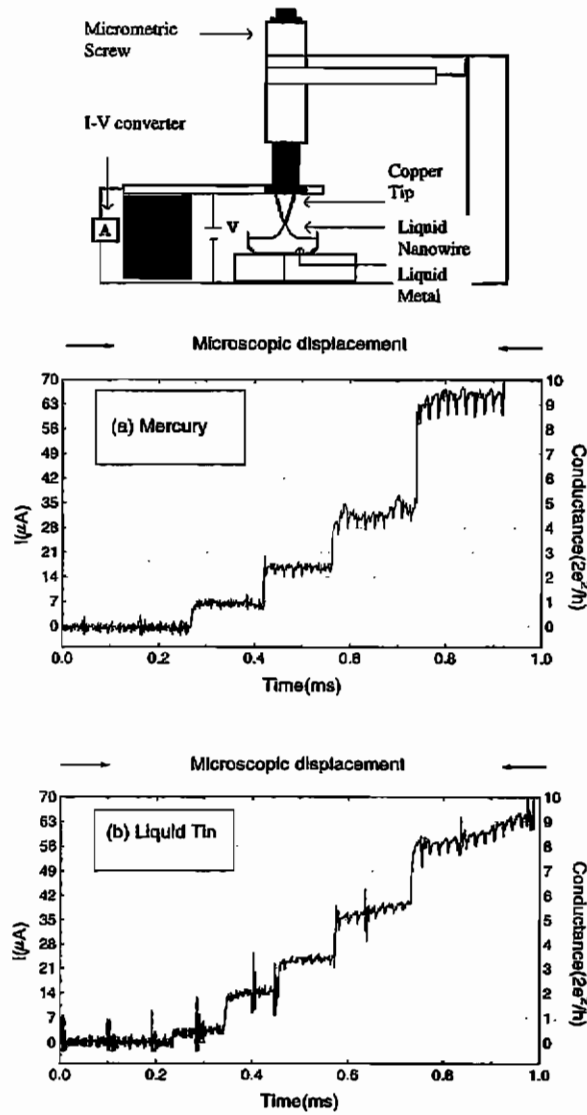 Micrometric
Screw
I-V converter
A
V
Copper
Tip
Liquid
Nanowire
Liquid
Metal
Microscopic displacement
(a) Mercury
I(μA)
70
63
56
49
42
35
28
21
14
7
0
Conductance(2e²/h)
10
9
8
7
6
5
4
3
2
1
0
0.0 0.2 0.4 0.6 0.8 1.0
Time(ms)
Microscopic displacement
(b) Liquid Tin
I(μA)
70
63
56
49
42
35
28
21
14
7
0
Conductance(2e²/h)
10
9
8
7
6
5
4
3
2
1
0
0.0 0.2 0.4 0.6 0.8 1.0
Time(ms)